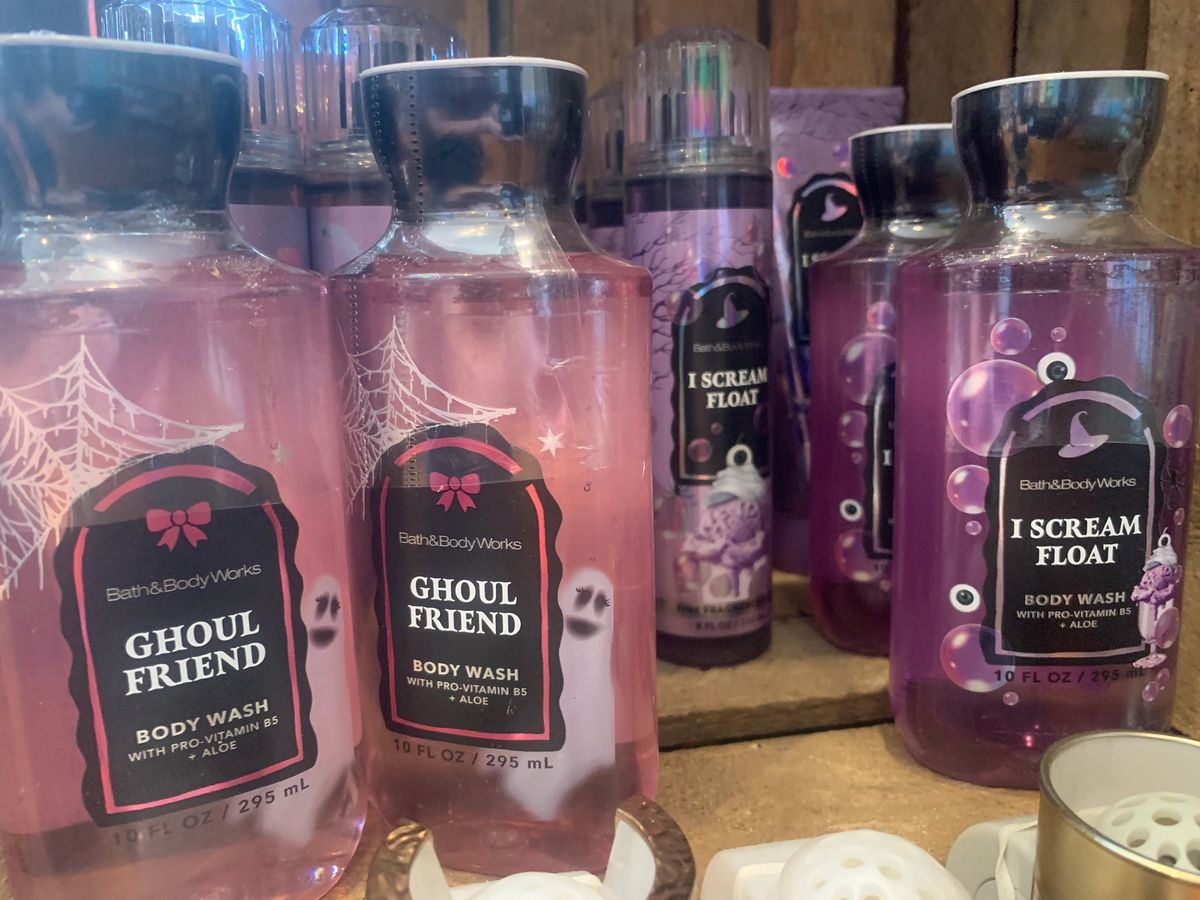 Bath&BodyWorks
GHOUL
FRIEND
BODY WASH
WITH PRO-VITAMIN B5
+ ALOE
10 FL OZ / 295 mL
Bath&BodyWorks
GHOUL
FRIEND
BODY WASH
WITH PRO-VITAMIN B5
+ ALOE
10 FL OZ / 295 mL
Bath&BodyWorks
I SCREAM
FLOAT
Bath&BodyWorks
I SCREAM
FLOAT
BODY WASH
WITH PRO-VITAMIN B5
+ ALOE
10 FL OZ / 295 mL